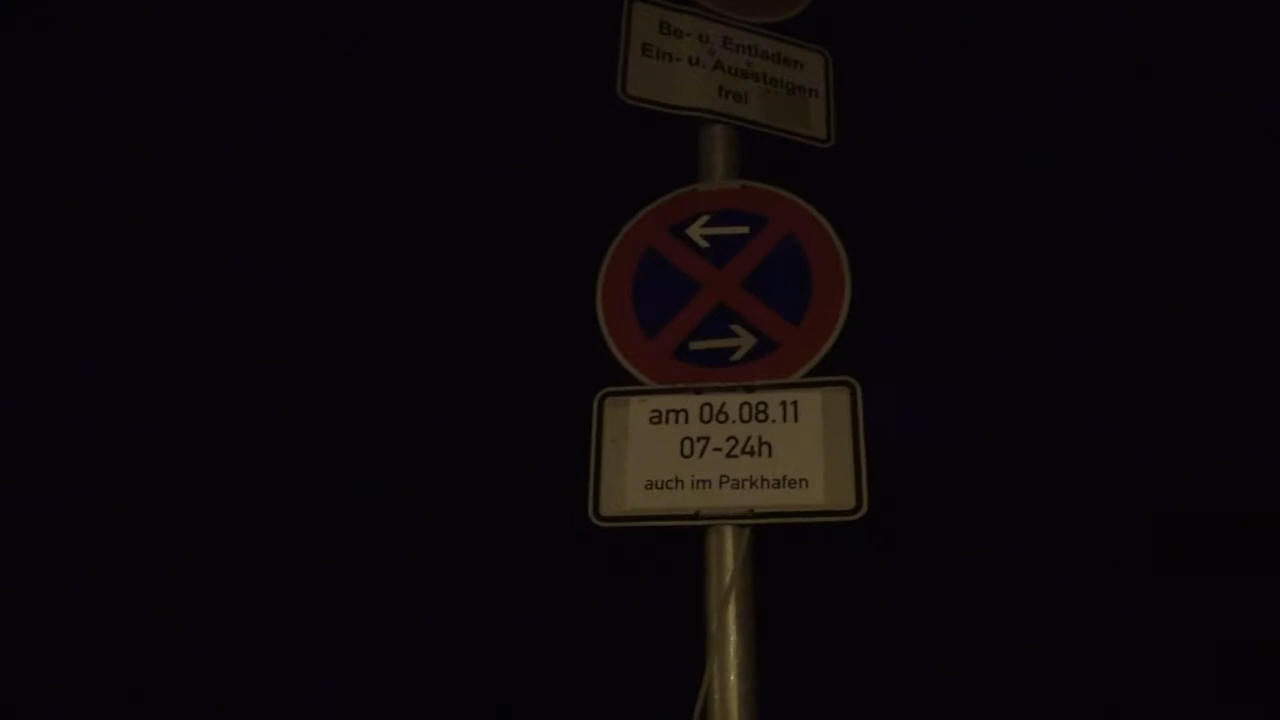 Be- u. Entladen
Ein- u. Aussteigen
frei
am 06.08.11
07-24h
auch im Parkhafen